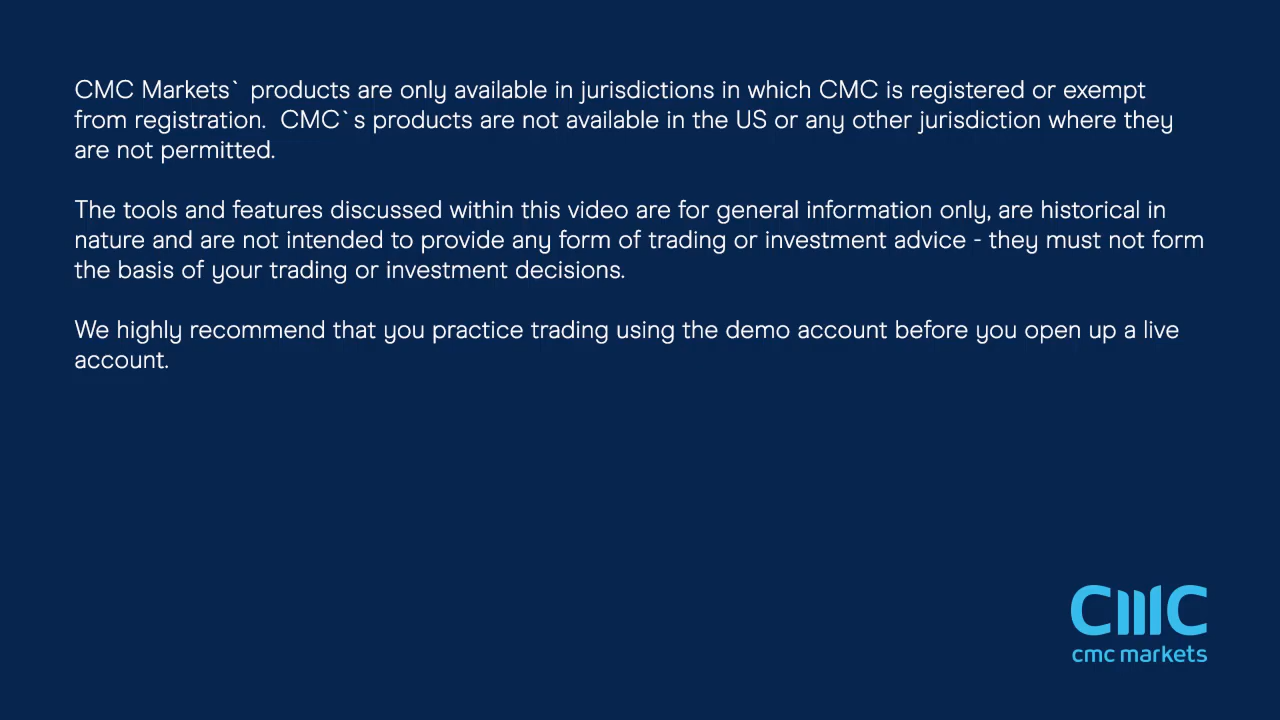 CMC Markets` products are only available in jurisdictions in which CMC is registered or exempt
from registration.  CMC`s products are not available in the US or any other jurisdiction where they
are not permitted.
The tools and features discussed within this video are for general information only, are historical in
nature and are not intended to provide any form of trading or investment advice - they must not form
the basis of your trading or investment decisions.
We highly recommend that you practice trading using the demo account before you open up a live
account.
CMC
cmc markets